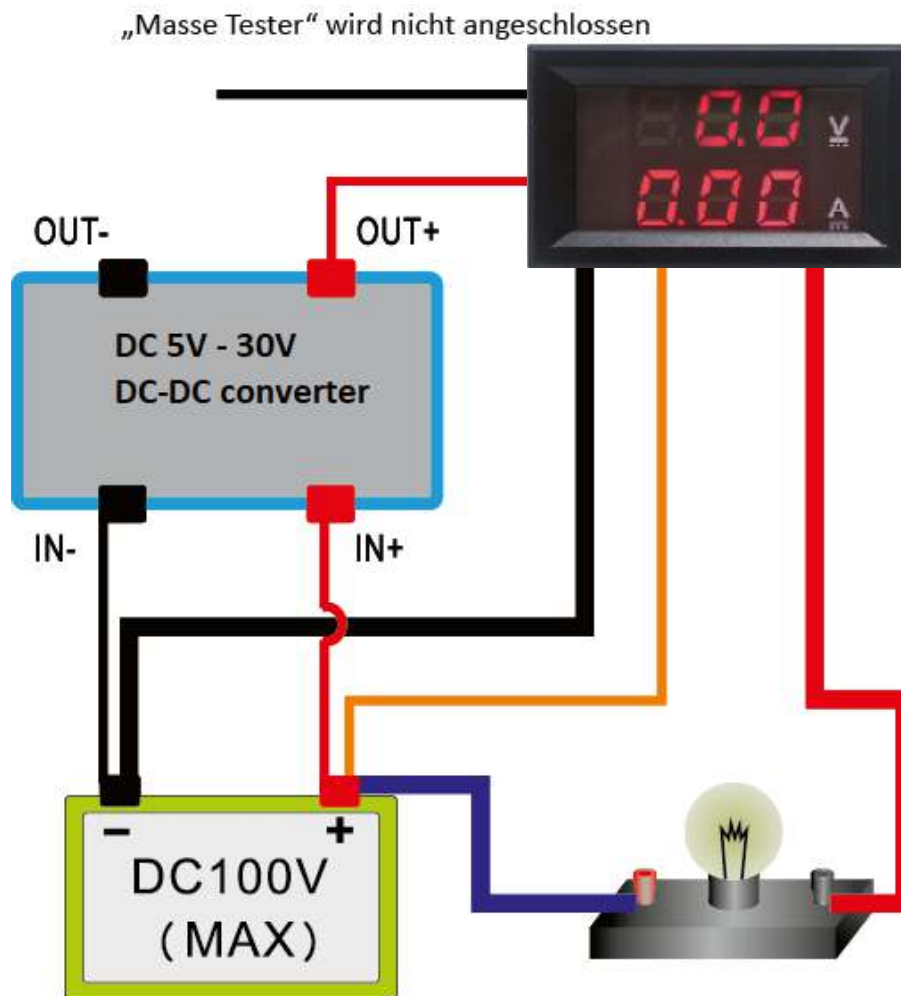 „Masse Tester“ wird nicht angeschlossen
0.0 V
0.00 A
OUT-
OUT+
DC 5V - 30V
DC-DC converter
IN-
IN+
- +
DC100V
(MAX)